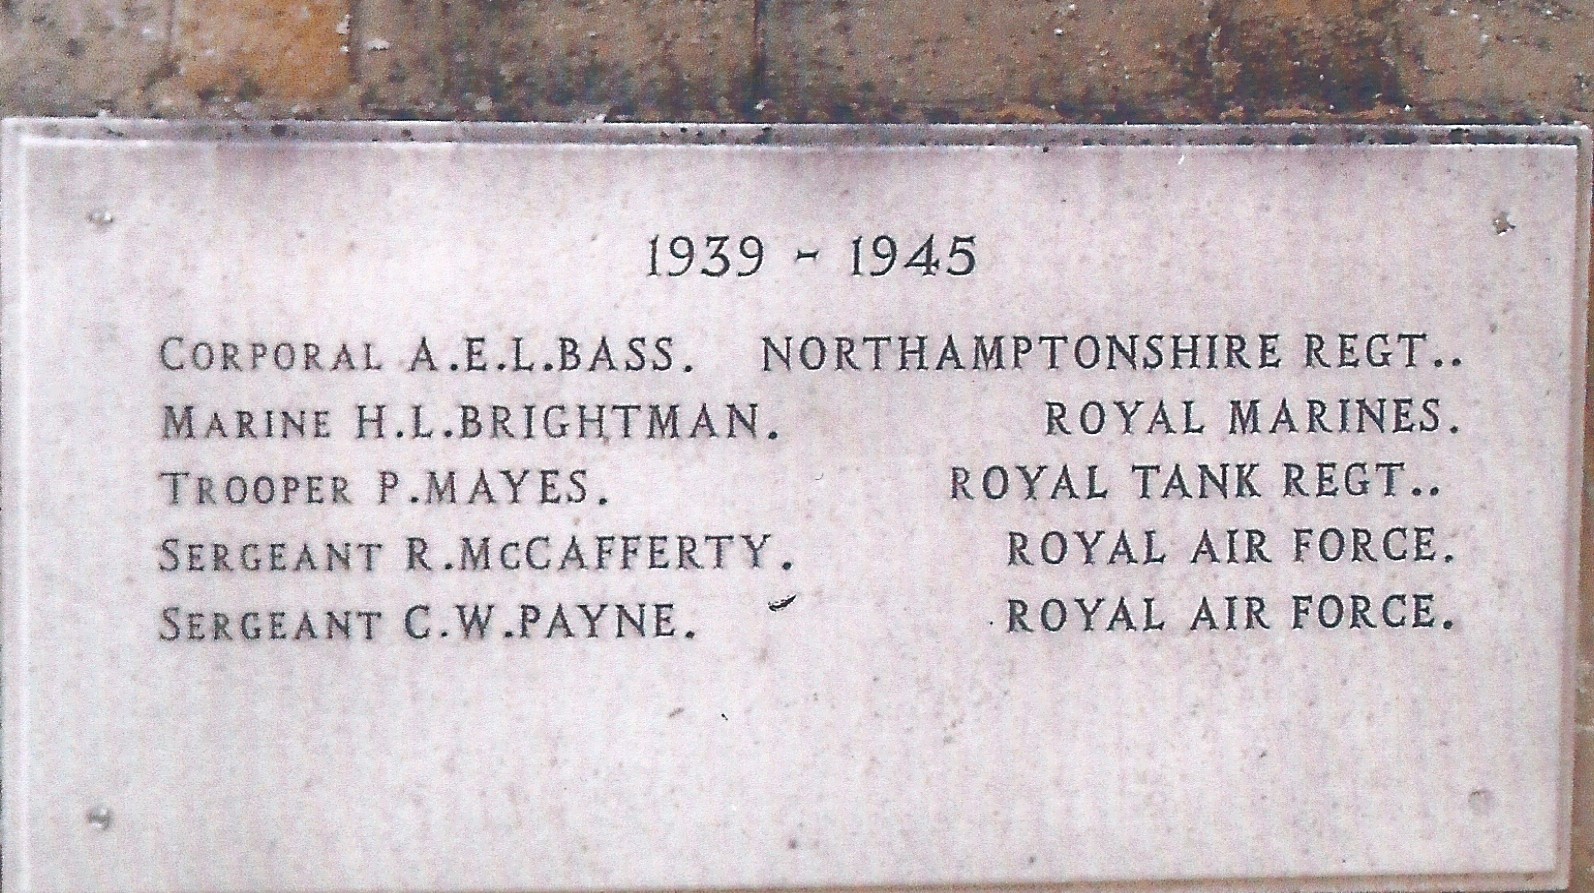 1939 - 1945
CORPORAL A.E.L.BASS. NORTHAMPTONSHIRE REGT..
MARINE H.L.BRIGHTMAN. ROYAL MARINES.
TROOPER P.MAYES. ROYAL TANK REGT..
SERGEANT R.McCAFFERTY. ROYAL AIR FORCE.
SERGEANT C.W.PAYNE. ROYAL AIR FORCE.